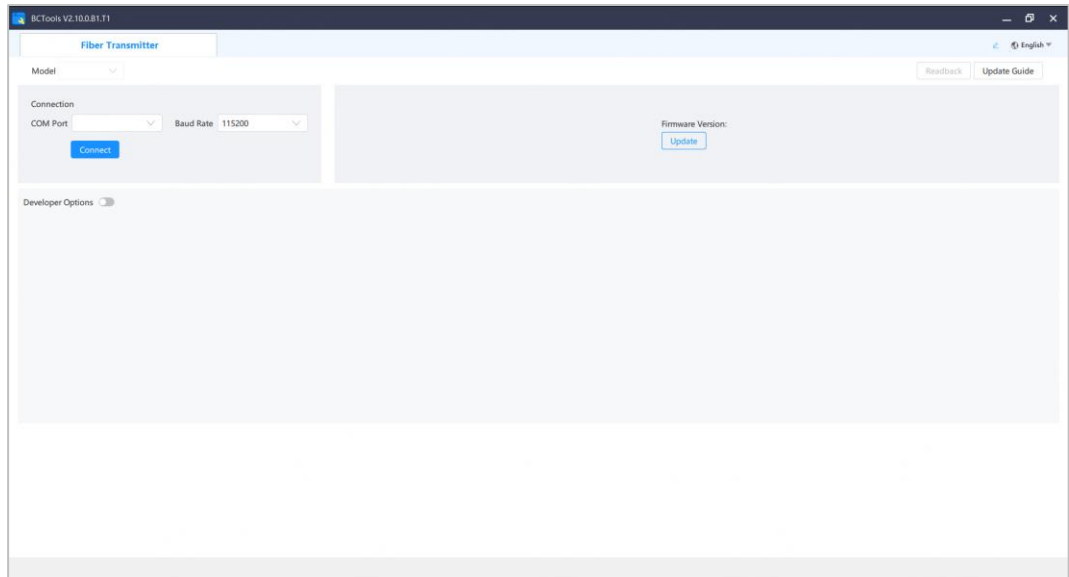 BCTools V2.10.0.B1.T1
Fiber Transmitter
English
Model
Readback
Update Guide
Connection
COM Port
Baud Rate 115200
Connect
Firmware Version:
Update
Developer Options